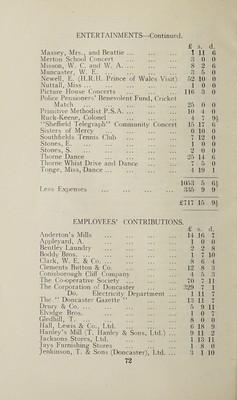 ENTERTAINMENTS—Continued.
£ s. d.
Massey, Mrs., and Beattie ... 1 11 6
Merton School Concert ... 3 0 0
Misson, W. C. and W. A. ... 8 2 6
Muncaster, W. E. ... 3 5 0
Newell, E. (H.R.H. Prince of Wales Visit) 52 10 0
Nuttall, Miss ... 1 0 0
Picture House Concerts ... 116 3 0
Police Pensioners' Benevolent Fund, Cricket
Match ... 25 0 0
Primitive Methodist P.S.A. ... 10 4 0
Ruck-Keene, Colonel ... 4 7 9½
"Sheffield Telegraph" Community Concert 15 17 6
Sisters of Mercy ... 0 10 0
Southfields Tennis Club ... 7 12 0
Stones, E. ... 1 0 0
Stones, S. ... 2 0 0
Thorne Dance ... 25 14 6
Thorne Whist Drive and Dance ... 7 5 0
Tonge, Miss, Dance ... 4 19 1
1053 5 6½
Less Expenses ... 335 9 9
£717 15 9½
EMPLOYEES' CONTRIBUTIONS.
£ s. d.
Anderton's Mills ... 14 16 7
Appleyard, A. ... 1 0 0
Bentley Laundry ... 2 2 8
Boddy Bros. ... 1 7 10
Clark, W. E. & Co. ... 8 6 4
Clements Button & Co. ... 12 8 3
Conisborough Cliff Company ... 4 5 3
The Co-operative Society ... 70 7 11
The Corporation of Doncaster ... 329 7 1
Do. Electricity Department ... 1 11 7
The "Doncaster Gazette" ... 13 11 7
Drury & Co. ... 5 9 11
Elvidge Bros. ... 1 0 7
Gledhill, T. ... 8 0 0
Hall, Lewis & Co., Ltd. ... 6 18 9
Hanley's Mill (T. Hanley & Sons, Ltd.) ... 9 11 2
Jacksons Stores, Ltd. ... 1 13 11
Jays Furnishing Stores ... 1 8 0
Jenkinson, T. & Sons (Doncaster), Ltd. ... 3 1 10
72